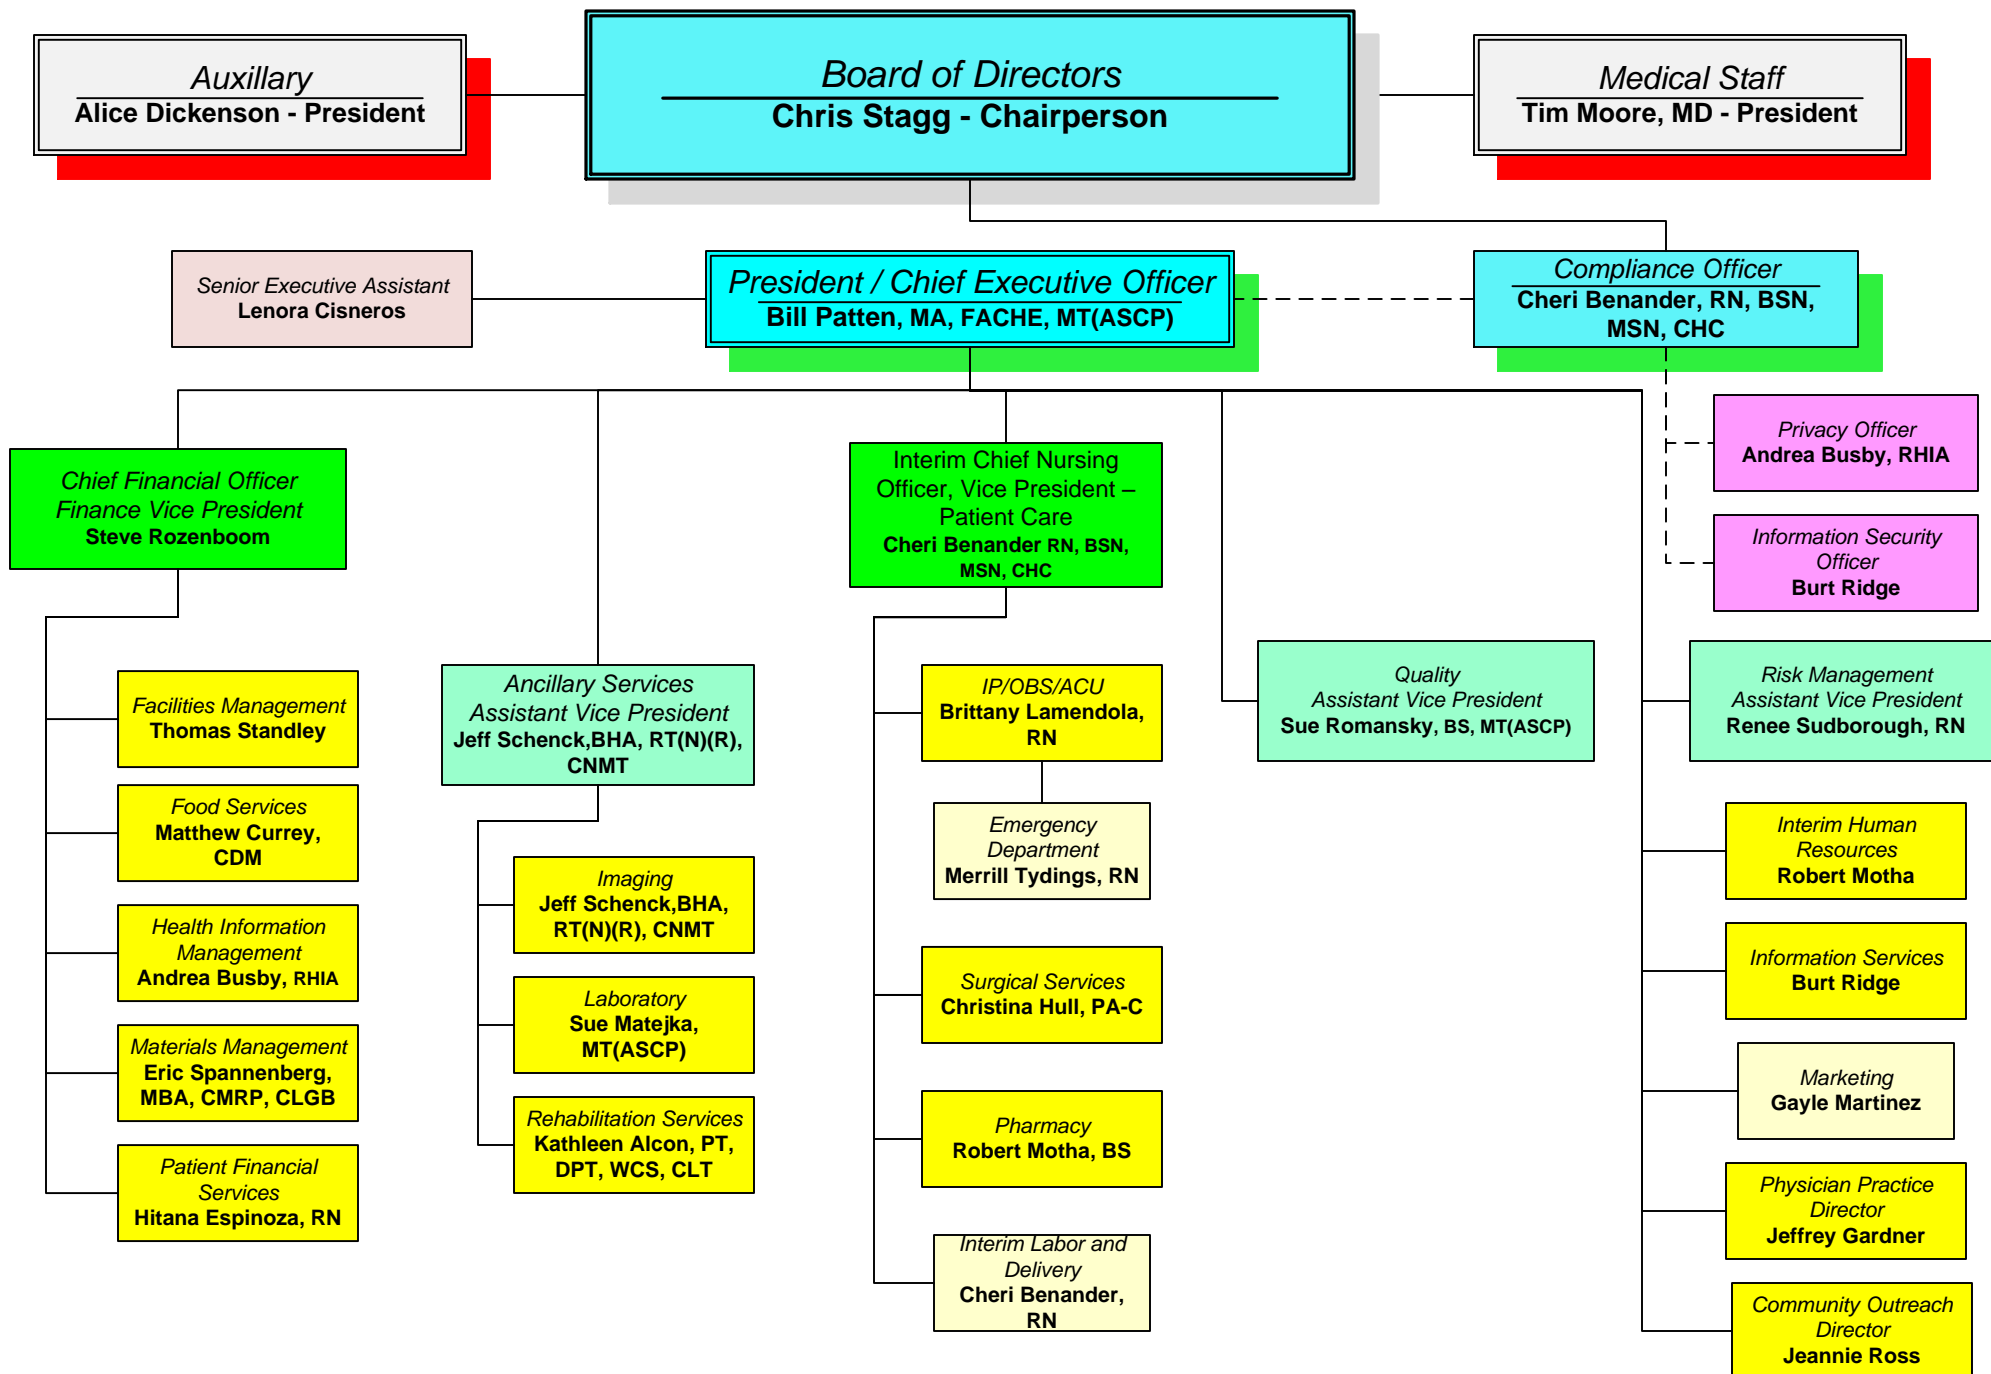 Auxillary
Alice Dickenson - President
Board of Directors
Chris Stagg - Chairperson
Medical Staff
Tim Moore, MD - President
Senior Executive Assistant
Lenora Cisneros
President / Chief Executive Officer
Bill Patten, MA, FACHE, MT(ASCP)
Compliance Officer
Cheri Benander, RN, BSN,
MSN, CHC
Privacy Officer
Andrea Busby, RHIA
Information Security
Officer
Burt Ridge
Chief Financial Officer
Finance Vice President
Steve Rozenboom
Interim Chief Nursing
Officer, Vice President –
Patient Care
Cheri Benander RN, BSN,
MSN, CHC
Facilities Management
Thomas Standley
Food Services
Matthew Currey,
CDM
Health Information
Management
Andrea Busby, RHIA
Materials Management
Eric Spannenberg,
MBA, CMRP, CLGB
Patient Financial
Services
Hitana Espinoza, RN
Ancillary Services
Assistant Vice President
Jeff Schenck,BHA, RT(N)(R),
CNMT
Imaging
Jeff Schenck,BHA,
RT(N)(R), CNMT
Laboratory
Sue Matejka,
MT(ASCP)
Rehabilitation Services
Kathleen Alcon, PT,
DPT, WCS, CLT
IP/OBS/ACU
Brittany Lamendola,
RN
Emergency
Department
Merrill Tydings, RN
Surgical Services
Christina Hull, PA-C
Pharmacy
Robert Motha, BS
Interim Labor and
Delivery
Cheri Benander,
RN
Quality
Assistant Vice President
Sue Romansky, BS, MT(ASCP)
Risk Management
Assistant Vice President
Renee Sudborough, RN
Interim Human
Resources
Robert Motha
Information Services
Burt Ridge
Marketing
Gayle Martinez
Physician Practice
Director
Jeffrey Gardner
Community Outreach
Director
Jeannie Ross